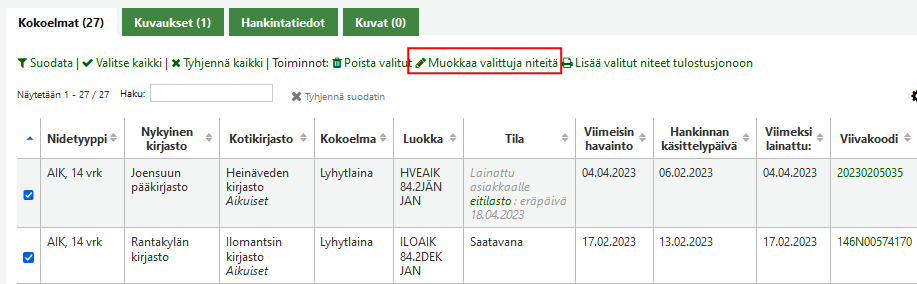 Kokoelmat (27) Kuvaukset (1) Hankintatiedot Kuvat (0)
Suodata | Valitse kaikki | Tyhjennä kaikki | Toiminnot: Poista valitut Muokkaa valittuja niteitä Lisää valitut niteet tulostusjonoon
Näytetään 1 - 27 / 27 Haku: Tyhjennä suodatin
Nidetyyppi Nykyinen kirjasto Kotikirjasto Kokoelma Luokka Tila Viimeisin havainto Hankinnan käsittelypäivä Viimeksi lainattu: Viivakoodi
AIK, 14 vrk
Joensuun
pääkirjasto
Heinäveden
kirjasto
Aikuiset
Lyhytlaina
HVEAIK
84.2JÄN
JAN
Lainattu
asiakkaalle
eitilasto : eräpäivä
18.04.2023
04.04.2023
06.02.2023
04.04.2023
20230205035
AIK, 14 vrk
Rantakylän
kirjasto
Ilomantsin
kirjasto
Aikuiset
Lyhytlaina
ILOAIK
84.2DEK
JAN
Saatavana
17.02.2023
13.02.2023
17.02.2023
146N00574170